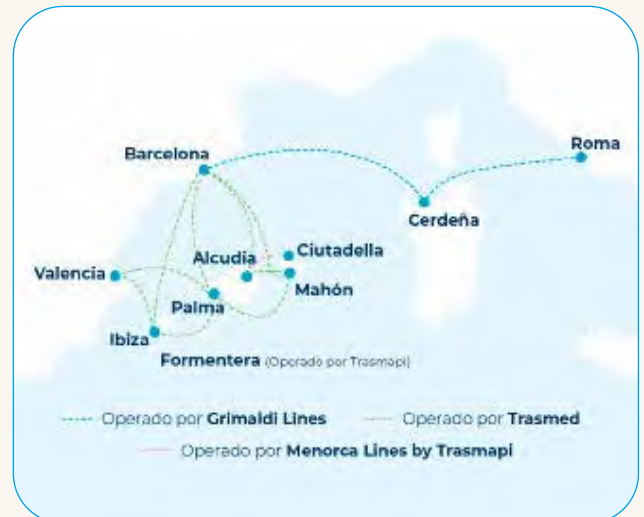 Barcelona
Roma
Cerdeña
Ciutadella
Alcudia
Valencia
Mahón
Palma
Ibiza
Formentera (Operado por Trasmapi)
Operado por Grimaldi Lines
Operado por Trasmed
Operado por Menorca Lines by Trasmapi